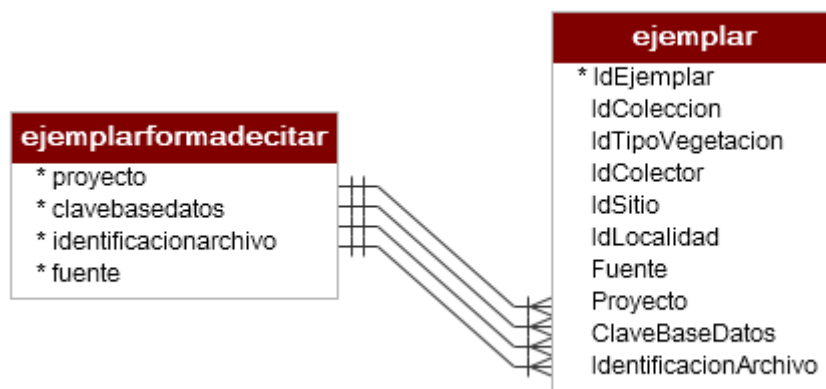 ejemplarformadecitar
* proyecto
* clavebasedatos
* identificacionarchivo
* fuente
ejemplar
* IdEjemplar
IdColeccion
IdTipoVegetacion
IdColector
IdSitio
IdLocalidad
Fuente
Proyecto
ClaveBaseDatos
IdentificacionArchivo